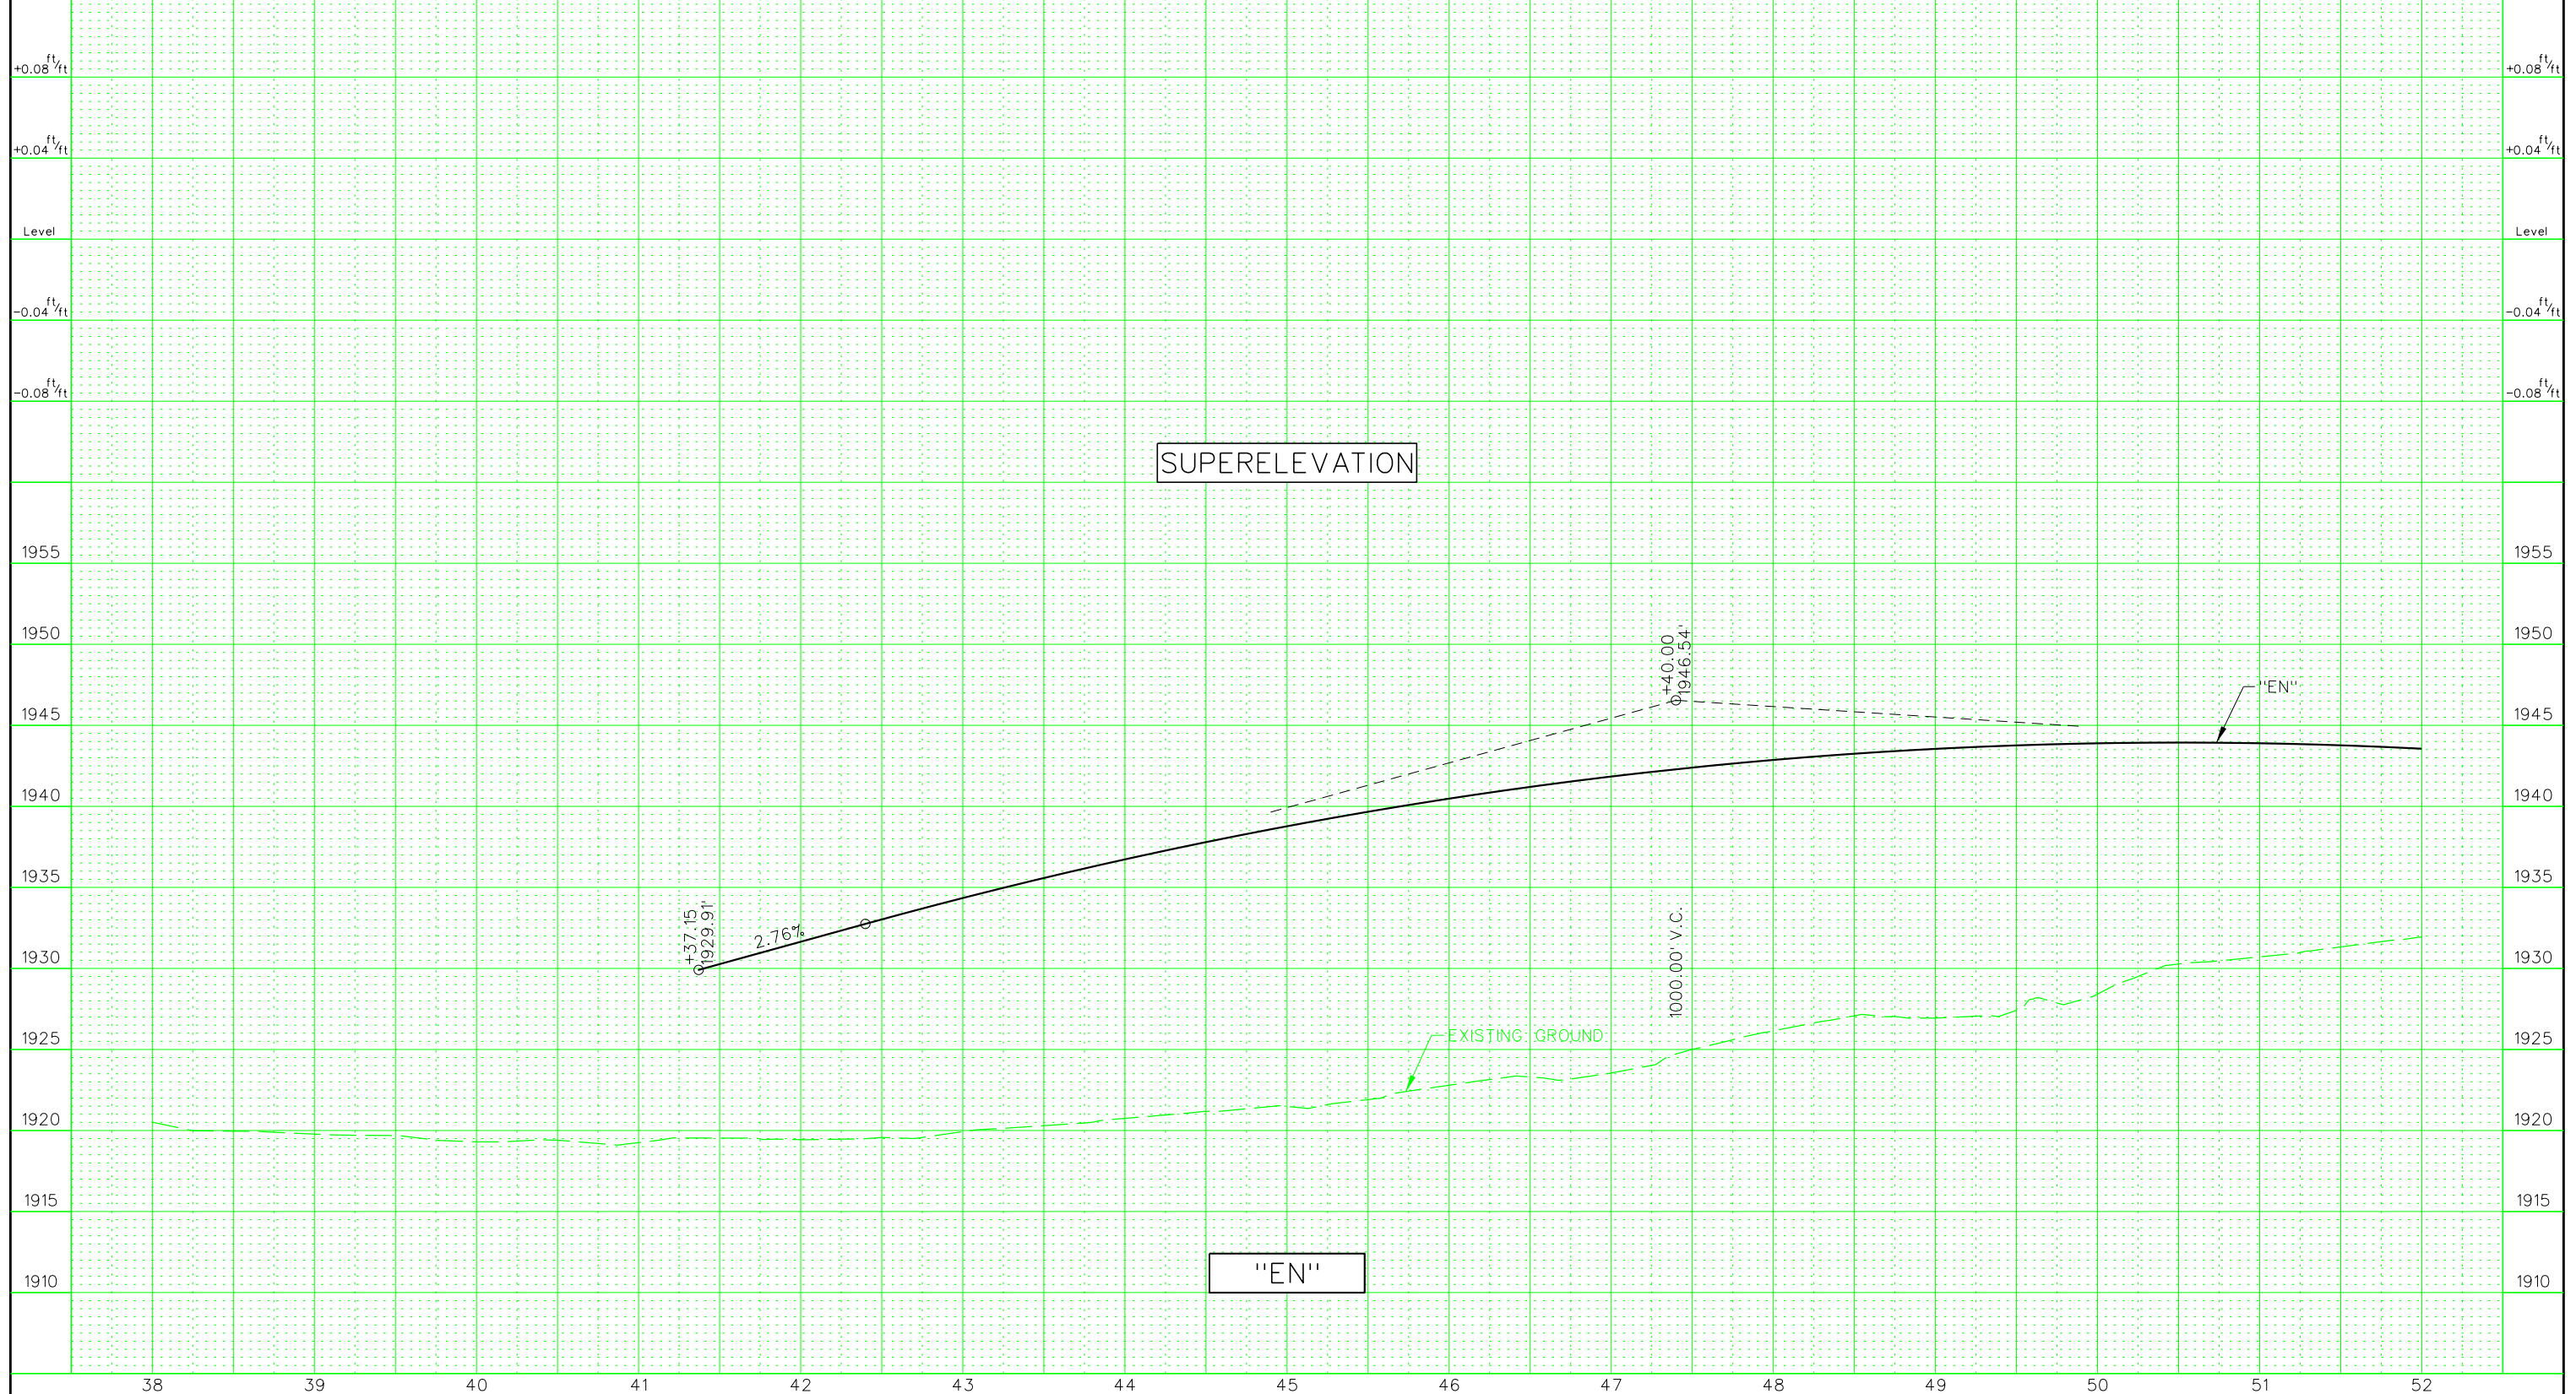 +0.08 ft/ft
+0.08 ft/ft
+0.04 ft/ft
+0.04 ft/ft
Level
Level
-0.04 ft/ft
-0.04 ft/ft
-0.08 ft/ft
-0.08 ft/ft
SUPERELEVATION
1955
1955
1950
1950
+40.00
1946.54'
"EN"
1945
1945
1940
1940
1935
1935
+37.15
1929.91'
2.76%
1000.00' V.C.
1930
1930
EXISTING GROUND
1925
1925
1920
1920
1915
1915
"EN"
1910
1910
38 39 40 41 42 43 44 45 46 47 48 49 50 51 52